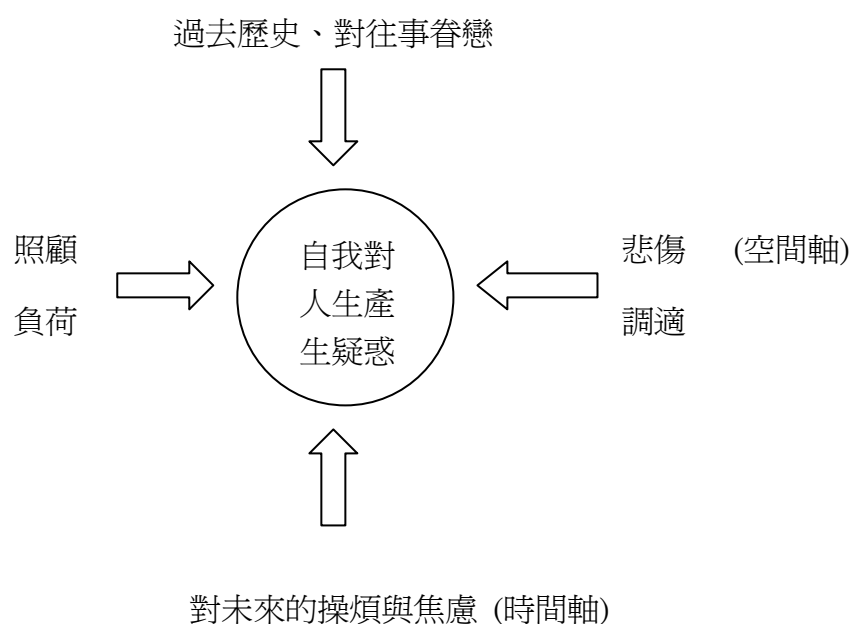 過去歷史、對往事眷戀
照顧
負荷
自我對
人生產
生疑惑
悲傷 (空間軸)
調適
對未來的操煩與焦慮 (時間軸)